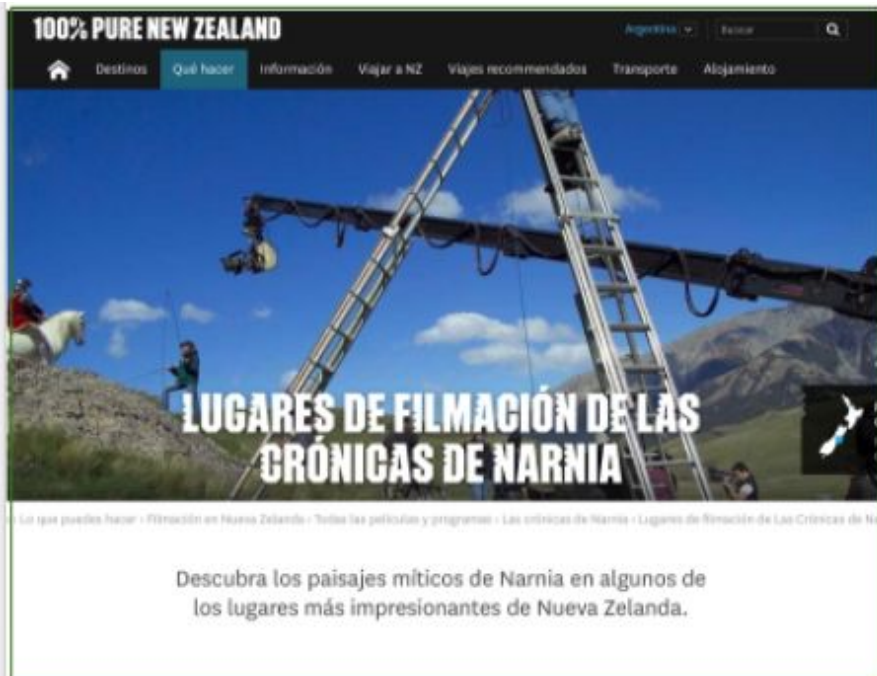 100% PURE NEW ZEALAND
Argentina
Buscar
Destinos Qué hacer Información Viajar a NZ Viajes recommendados Transporte Alojamiento
LUGARES DE FILMACIÓN DE LAS
CRÓNICAS DE NARNIA
Lo que puedes hacer › Filmación en Nueva Zelanda › Todas las películas y programas › Las crónicas de Narnia › Lugares de filmación de Las Crónicas de
Descubra los paisajes míticos de Narnia en algunos de
los lugares más impresionantes de Nueva Zelanda.